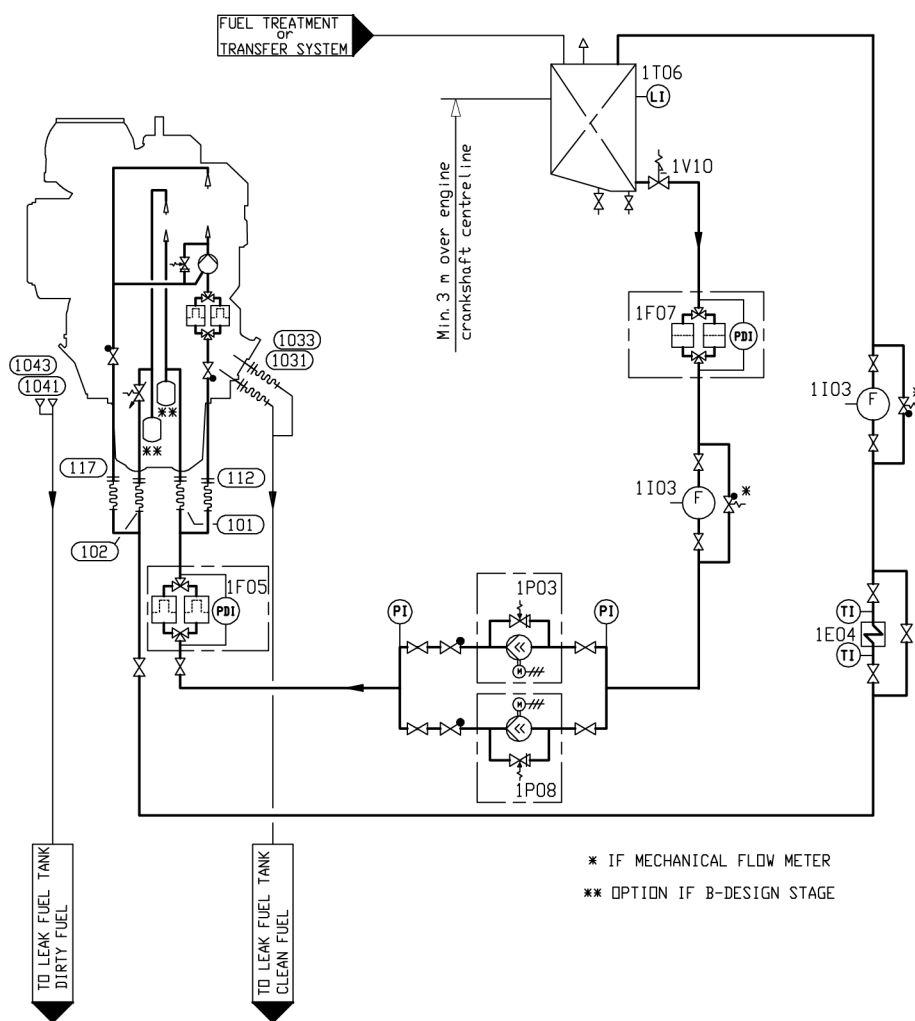 FUEL TREATMENT
or
TRANSFER SYSTEM
1T06
LI
1V10
Min. 3 m over engine
crankshaft centreline
1F07
PDI
1033
1031
1043
1041
**
**
1I03
F
*
1I03
F
*
117
112
101
102
1F05
PDI
PI
1P03
M
PI
TI
1E04
TI
M
1P08
* IF MECHANICAL FLOW METER
** OPTION IF B-DESIGN STAGE
TO LEAK FUEL TANK
DIRTY FUEL
TO LEAK FUEL TANK
CLEAN FUEL